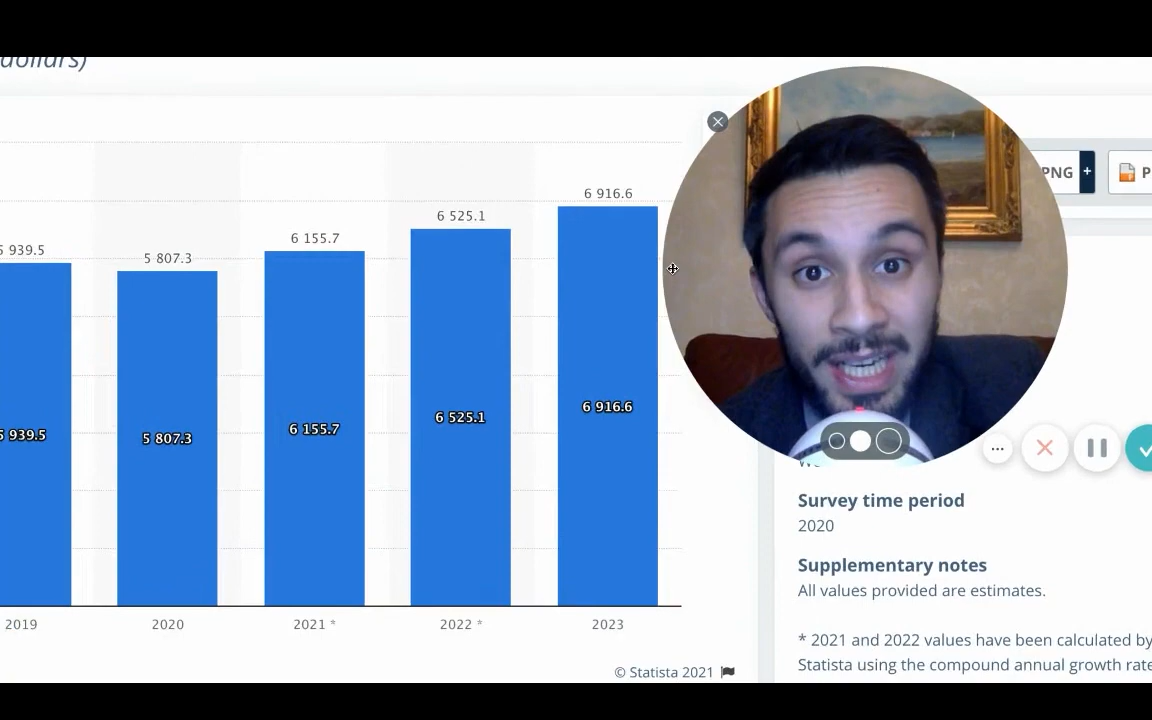 dollars)
PNG +
P
6 916.6
6 525.1
6 155.7
5 939.5
5 807.3
6 916.6
6 525.1
6 155.7
5 939.5
5 807.3
Survey time period
2020
Supplementary notes
All values provided are estimates.
* 2021 and 2022 values have been calculated by
Statista using the compound annual growth rate
2019
2020
2021 *
2022 *
2023
© Statista 2021